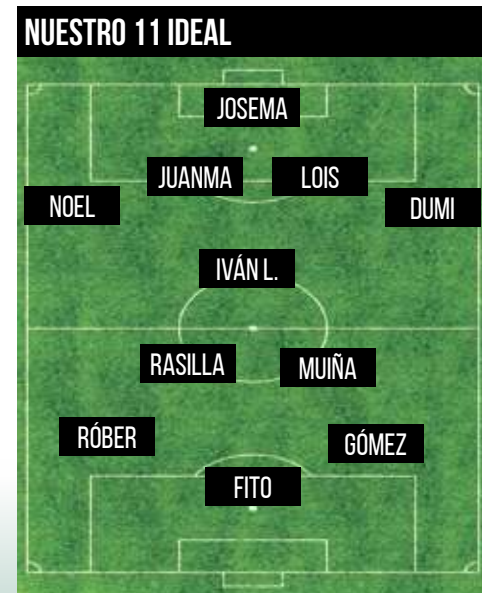 NUESTRO 11 IDEAL
JOSEMA
JUANMA LOIS
NOEL DUMI
IVÁN L.
RASILLA MUIÑA
RÓBER GÓMEZ
FITO